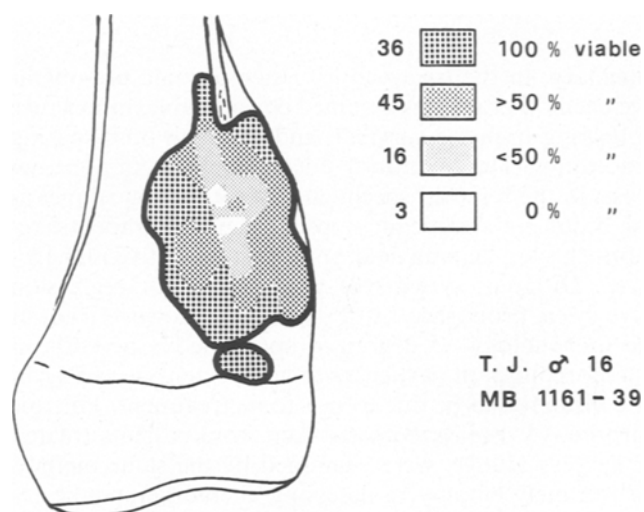 36 100 % viable
45 >50 % "
16 <50 % "
3 0 % "
T. J. ♂ 16
MB 1161-39